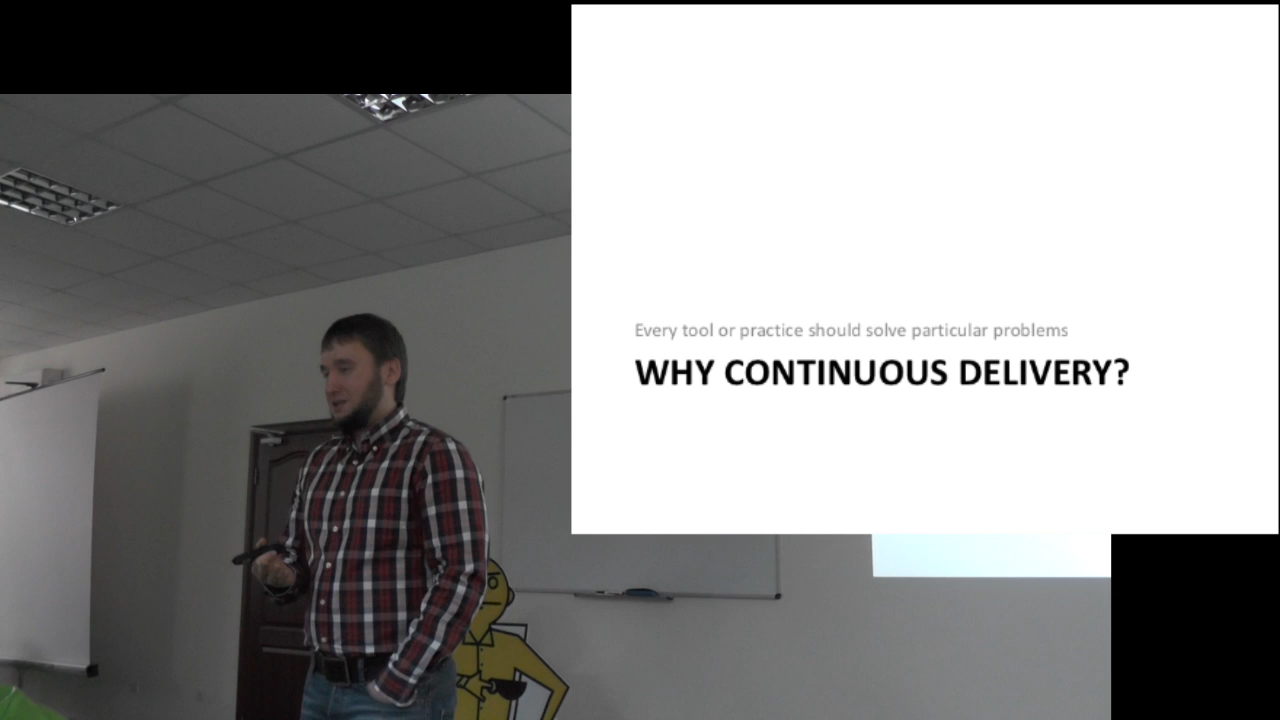 Every tool or practice should solve particular problems
WHY CONTINUOUS DELIVERY?